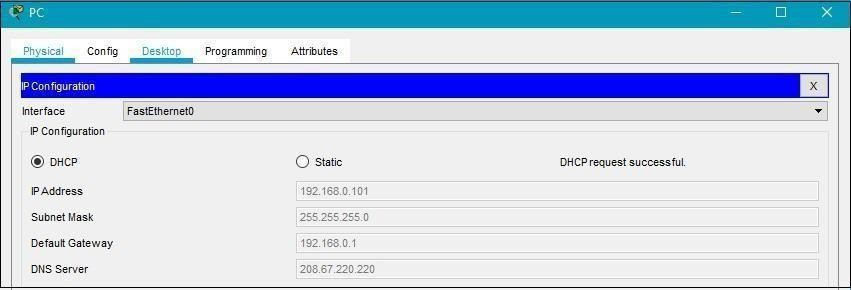 PC
Physical Config Desktop Programming Attributes
IP Configuration X
Interface FastEthernet0
IP Configuration
DHCP Static DHCP request successful.
IP Address 192.168.0.101
Subnet Mask 255.255.255.0
Default Gateway 192.168.0.1
DNS Server 208.67.220.220